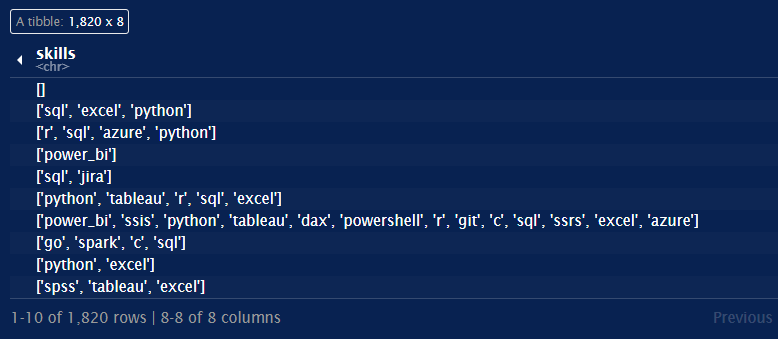 A tibble: 1,820 x 8
skills
<chr>
[]
['sql', 'excel', 'python']
['r', 'sql', 'azure', 'python']
['power_bi']
['sql', 'jira']
['python', 'tableau', 'r', 'sql', 'excel']
['power_bi', 'ssis', 'python', 'tableau', 'dax', 'powershell', 'r', 'git', 'c', 'sql', 'ssrs', 'excel', 'azure']
['go', 'spark', 'c', 'sql']
['python', 'excel']
['spss', 'tableau', 'excel']
1-10 of 1,820 rows | 8-8 of 8 columns Previous